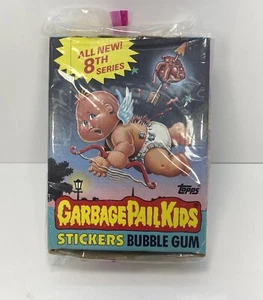 ALL NEW!
8TH
SERIES
topps
GARBAGE PAIL KIDS
STICKERS BUBBLE GUM